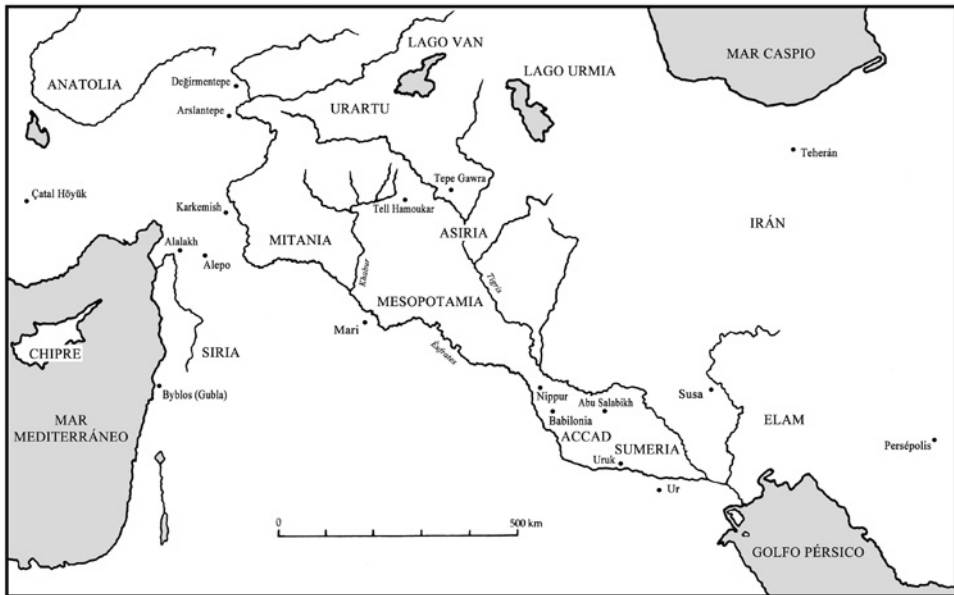 LAGO VAN
MAR CASPIO
LAGO URMIA
ANATOLIA
Değirmentepe
URARTU
Arslantepe
Teherán
Tepe Gawra
Çatal Höyük
Tell Hamoukar
Karkemish
IRÁN
ASIRIA
MITANIA
Alalakh
Alepo
Khabur
Tigris
MESOPOTAMIA
Mari
CHIPRE
SIRIA
Éufrates
Byblos (Gubla)
Nippur
Susa
Abu Salabikh
MAR
MEDITERRÁNEO
Babilonia
ELAM
ACCAD
SUMERIA
Persépolis
Uruk
Ur
0
500 km
GOLFO PÉRSICO